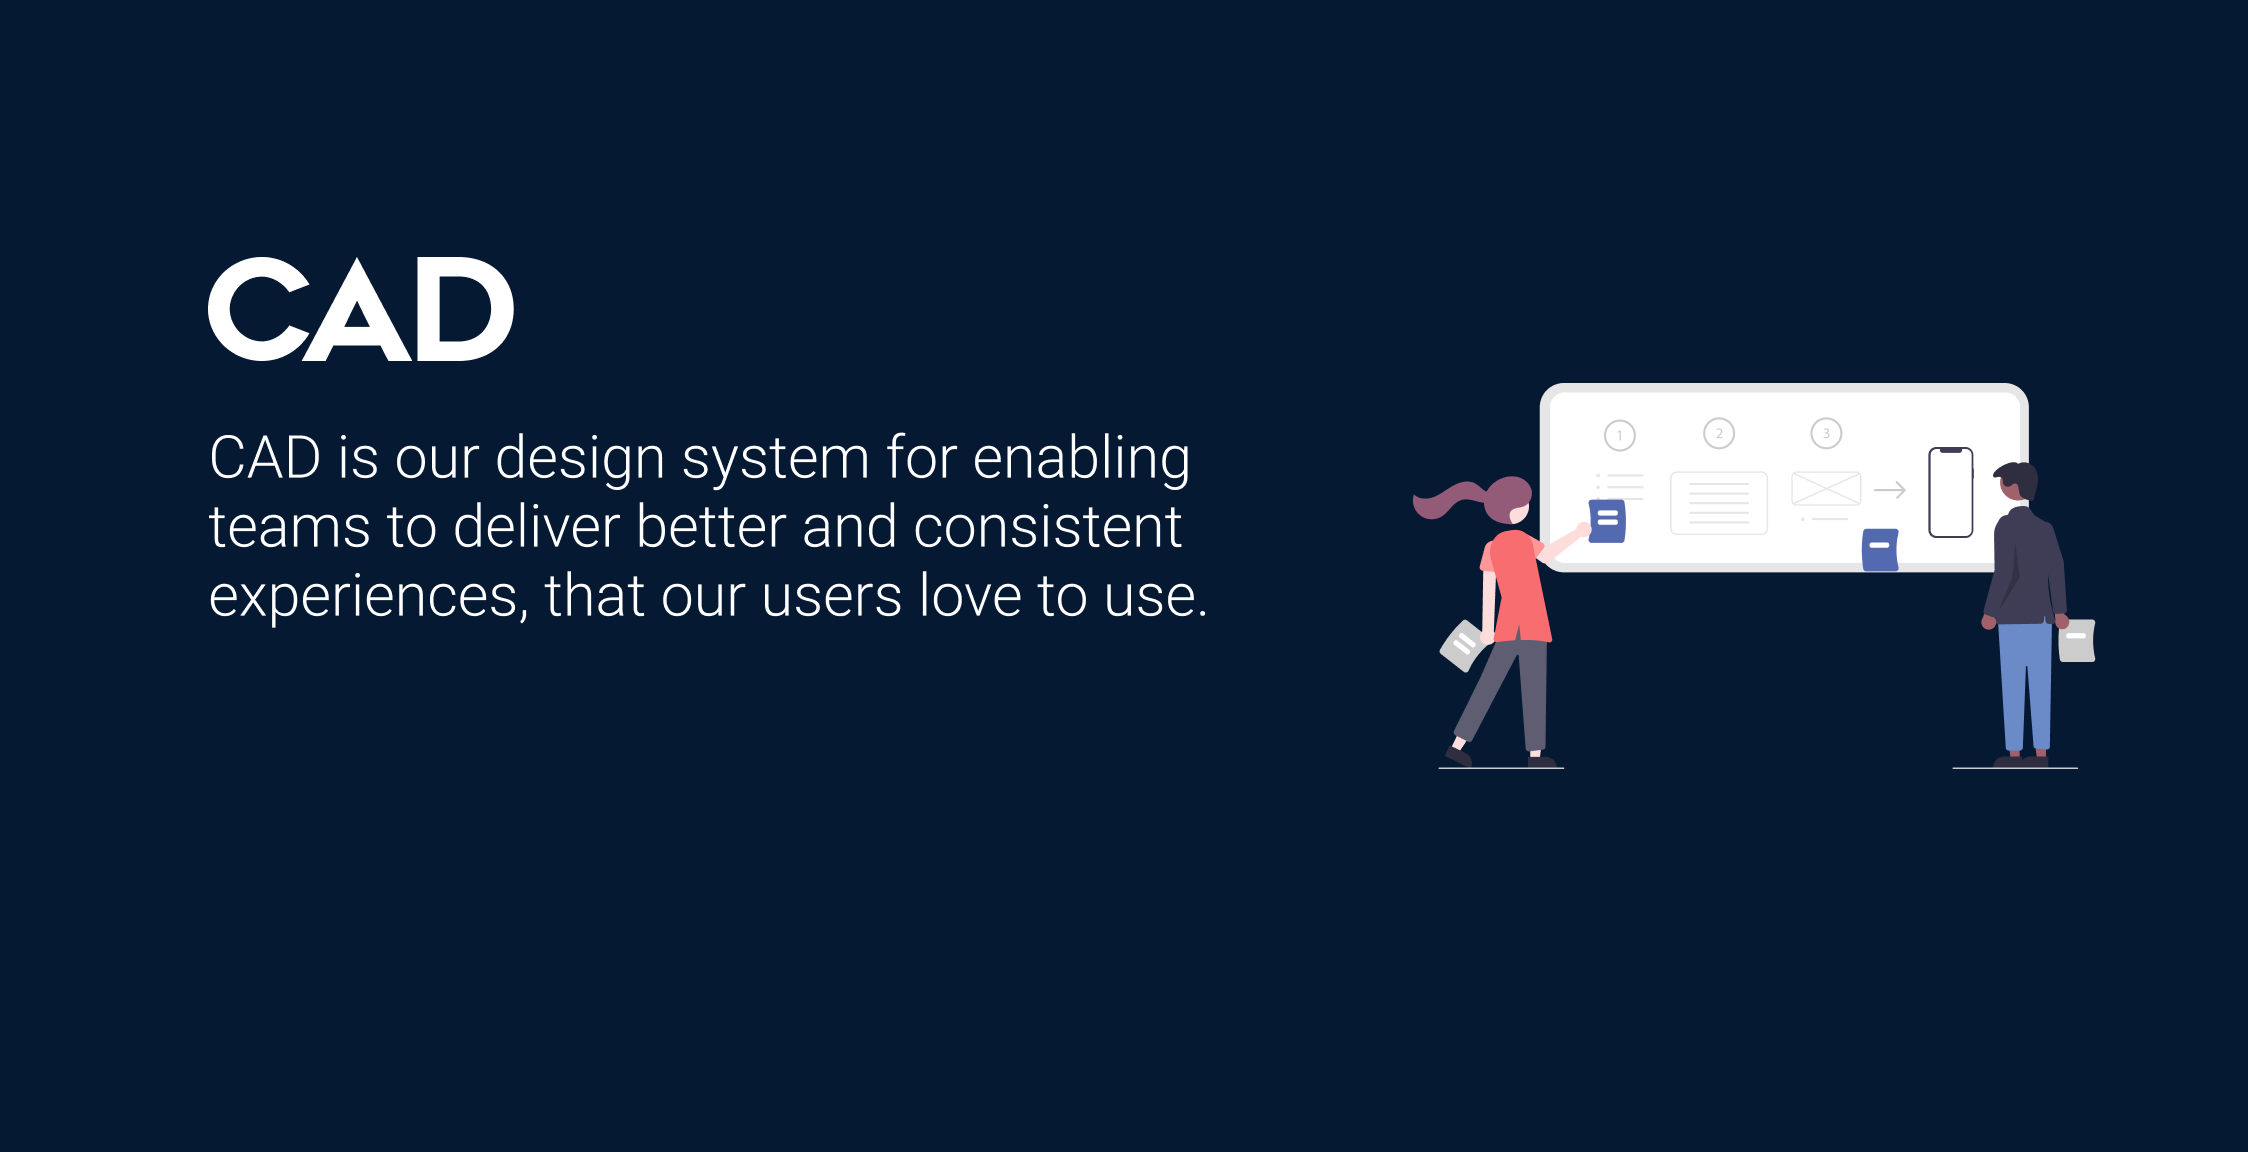 CAD
CAD is our design system for enabling
teams to deliver better and consistent
experiences, that our users love to use.
1
2
3